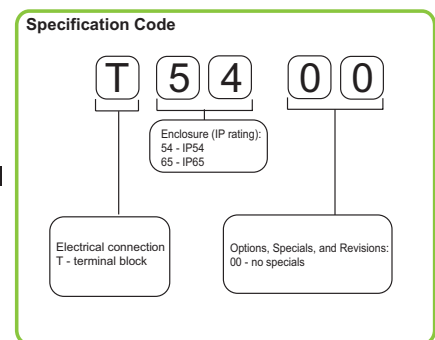 Specification Code
T 5 4 0 0
Enclosure (IP rating):
54 - IP54
65 - IP65
Electrical connection
T - terminal block
Options, Specials, and Revisions:
00 - no specials